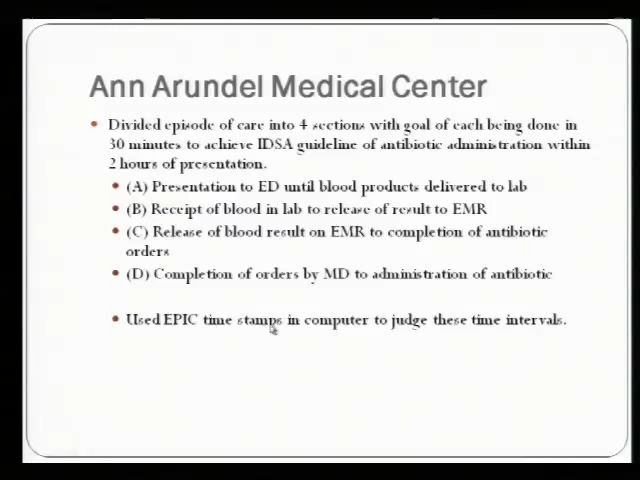 Ann Arundel Medical Center
Divided episode of care into 4 sections with goal of each being done in
30 minutes to achieve IDSA guideline of antibiotic administration within
2 hours of presentation.
(A) Presentation to ED until blood products delivered to lab
(B) Receipt of blood in lab to release of result to EMR
(C) Release of blood result on EMR to completion of antibiotic
orders
(D) Completion of orders by MD to administration of antibiotic
Used EPIC time stamps in computer to judge these time intervals.